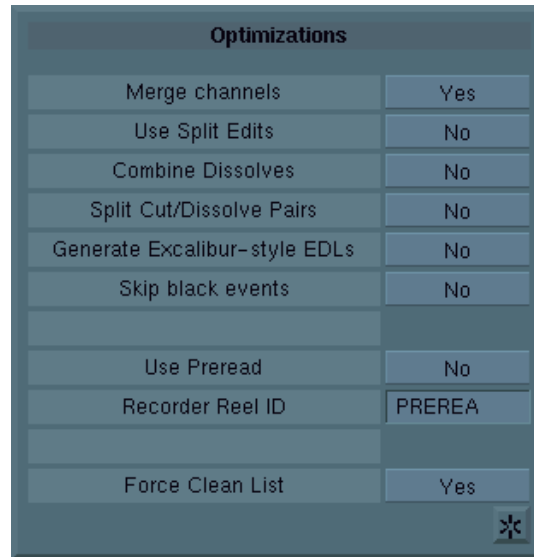 Optimizations
Merge channels Yes
Use Split Edits No
Combine Dissolves No
Split Cut/Dissolve Pairs No
Generate Excalibur-style EDLs No
Skip black events No
Use Preread No
Recorder Reel ID PREREA
Force Clean List Yes